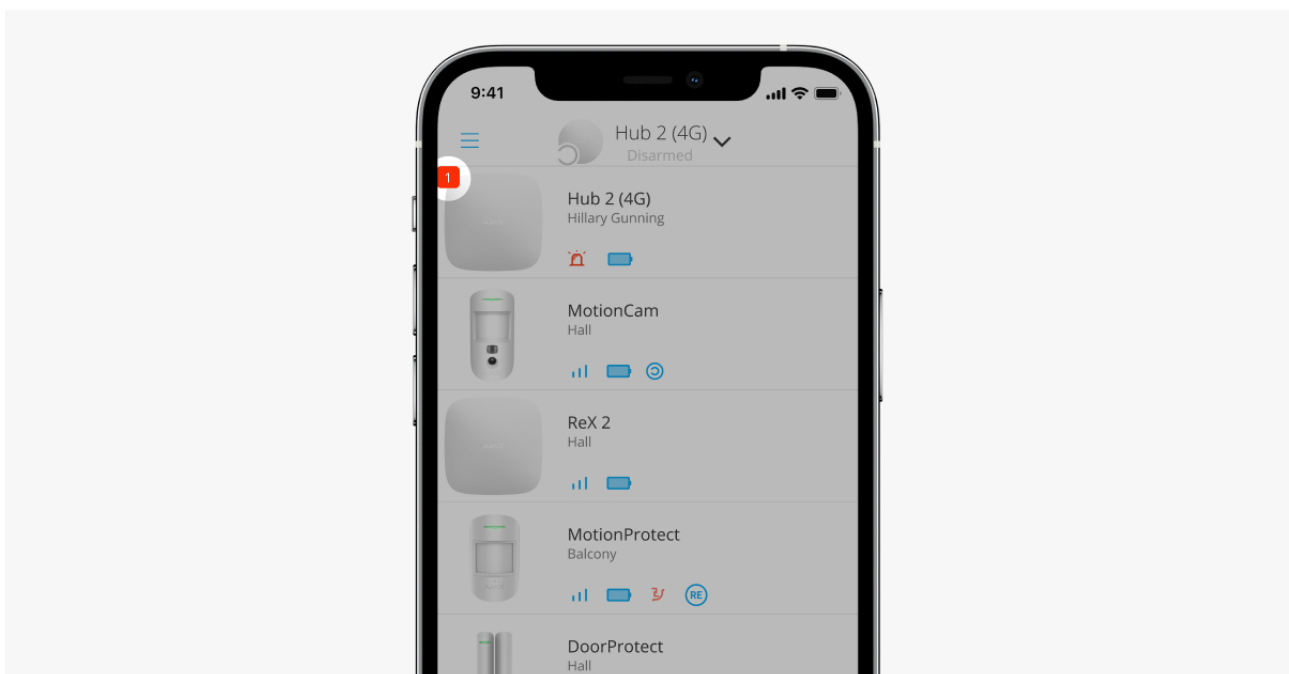 9:41
Hub 2 (4G)
Disarmed
1
Hub 2 (4G)
Hillary Gunning
MotionCam
Hall
ReX 2
Hall
MotionProtect
Balcony
RE
DoorProtect
Hall